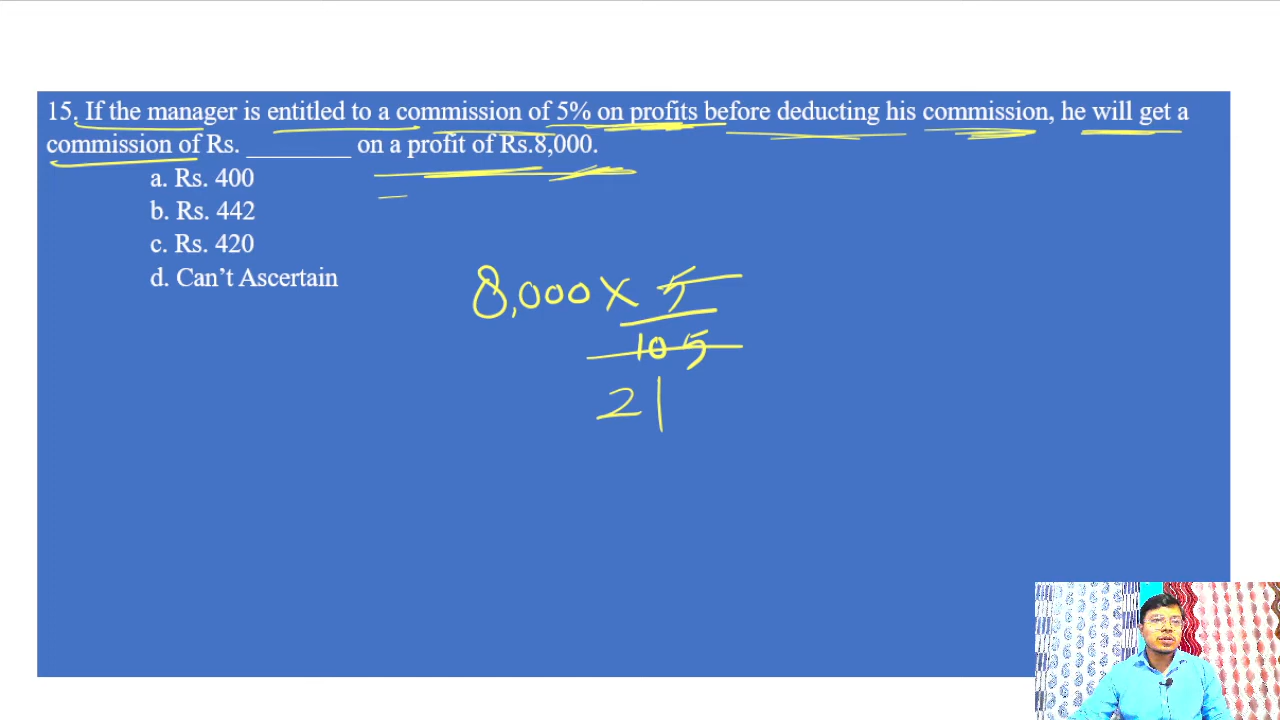 15. If the manager is entitled to a commission of 5% on profits before deducting his commission, he will get a
commission of Rs. ________ on a profit of Rs.8,000.
a. Rs. 400
b. Rs. 442
c. Rs. 420
d. Can’t Ascertain
8,000 × 5
105
21